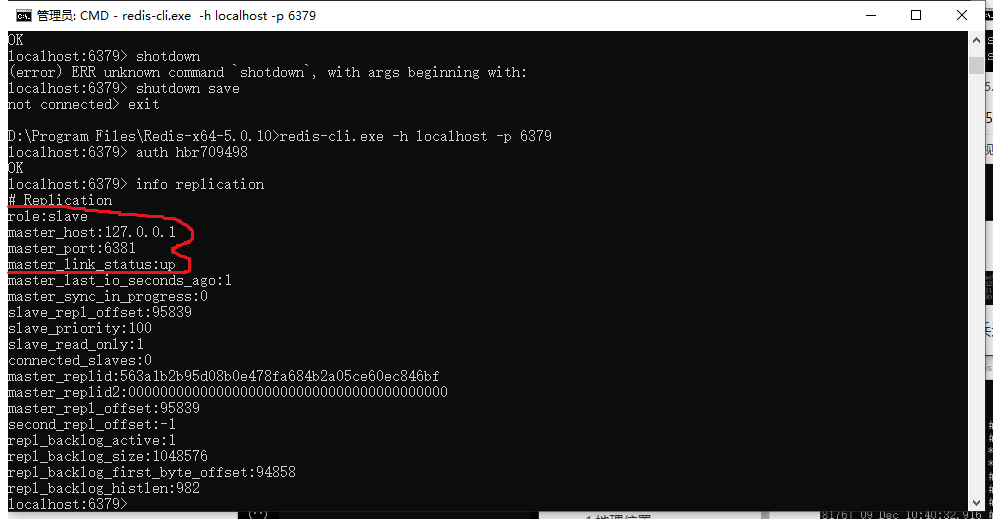 管理员: CMD - redis-cli.exe -h localhost -p 6379
OK
localhost:6379> shotdown
(error) ERR unknown command `shotdown`, with args beginning with:
localhost:6379> shutdown save
not connected> exit
D:\Program Files\Redis-x64-5.0.10>redis-cli.exe -h localhost -p 6379
localhost:6379> auth hbr709498
OK
localhost:6379> info replication
# Replication
role:slave
master_host:127.0.0.1
master_port:6381
master_link_status:up
master_last_io_seconds_ago:1
master_sync_in_progress:0
slave_repl_offset:95839
slave_priority:100
slave_read_only:1
connected_slaves:0
master_replid:563a1b2b95d08b0e478fa684b2a05ce60ec846bf
master_replid2:0000000000000000000000000000000000000000
master_repl_offset:95839
second_repl_offset:-1
repl_backlog_active:1
repl_backlog_size:1048576
repl_backlog_first_byte_offset:94858
repl_backlog_histlen:982
localhost:6379>
8176] 09 Dec 10:40:32.916